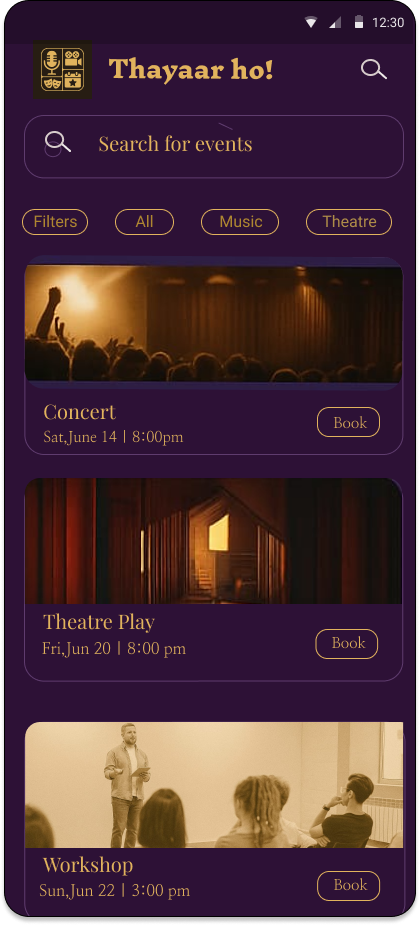 12:30
Thayaar ho!
Search for events
Filters All Music Theatre
Concert
Sat,June 14 | 8:00pm
Book
Theatre Play
Fri,Jun 20 | 8:00 pm
Book
Workshop
Sun,Jun 22 | 3:00 pm
Book